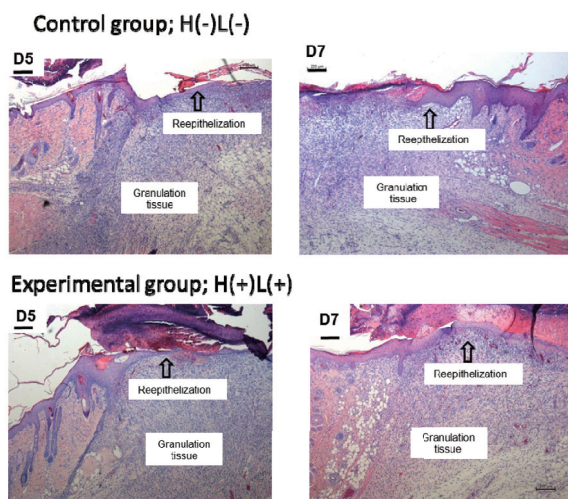 Control group; H(-)L(-)
D5
Reepithelization
Granulation
tissue
D7
Reepthelization
Granulation
tissue
Experimental group; H(+)L(+)
D5
Reepithelization
Granulation
tissue
D7
Reepithelization
Granulation
tissue